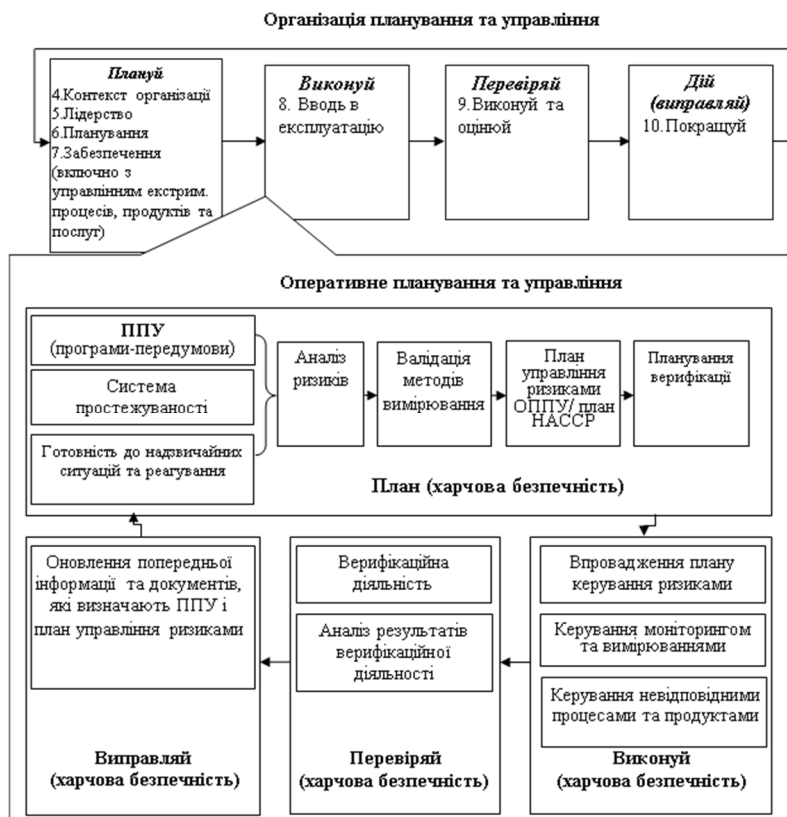 Організація планування та управління
Плануй
4.Контекст організації
5.Лідерство
6.Планування
7.Забезпечення
(включно з
управлінням екстрим.
процесів, продуктів та
послуг)
Виконуй
8. Вводь в
експлуатацію
Перевіряй
9.Виконуй та
оцінюй
Дій
(виправляй)
10.Покращуй
Оперативне планування та управління
ППУ
(програми-передумови)
Система
простежуваності
Готовність до надзвичайних
ситуацій та реагування
Аналіз
ризиків
Валідація
методів
вимірювання
План
управління
ризиками
ОППУ/ план
НАССР
Планування
верифікації
План (харчова безпечність)
Оновлення попередньої
інформації та документів,
які визначають ППУ і
план управління ризиками
Виправляй
(харчова безпечність)
Верифікаційна
діяльність
Аналіз результатів
верифікаційної
діяльності
Перевіряй
(харчова безпечність)
Впровадження плану
керування ризиками
Керування моніторингом
та вимірюваннями
Керування невідповідними
процесами та продуктами
Виконуй
(харчова безпечність)